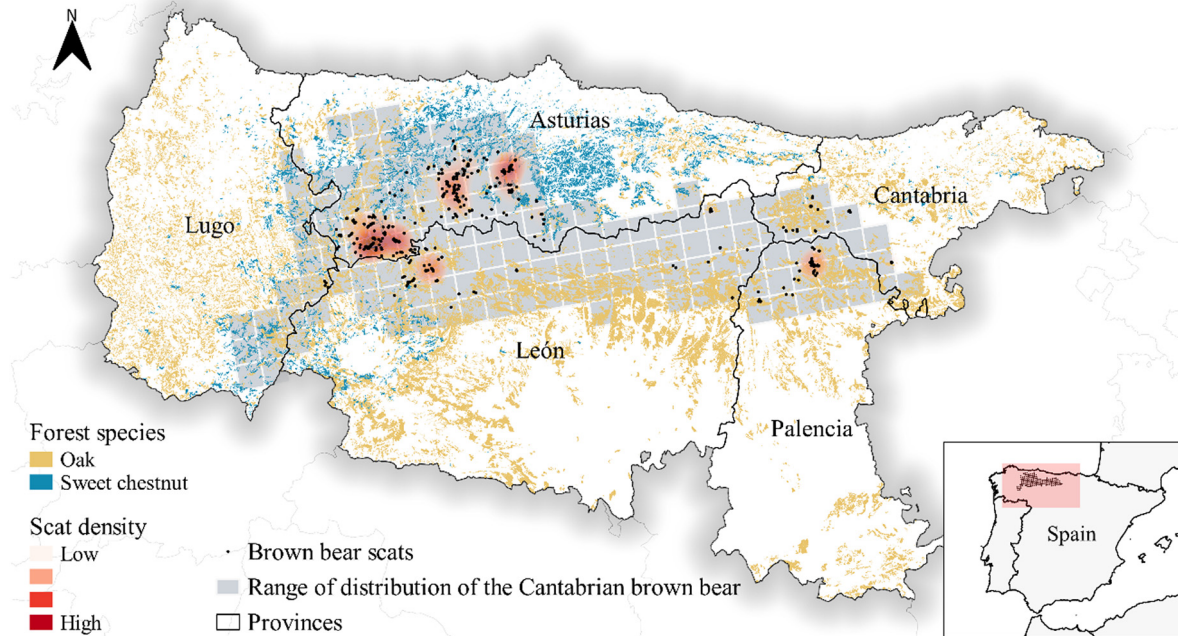 N
Asturias
Cantabria
Lugo
León
Palencia
Forest species
Oak
Sweet chestnut
Scat density
Low
High
Brown bear scats
Range of distribution of the Cantabrian brown bear
Provinces
Spain